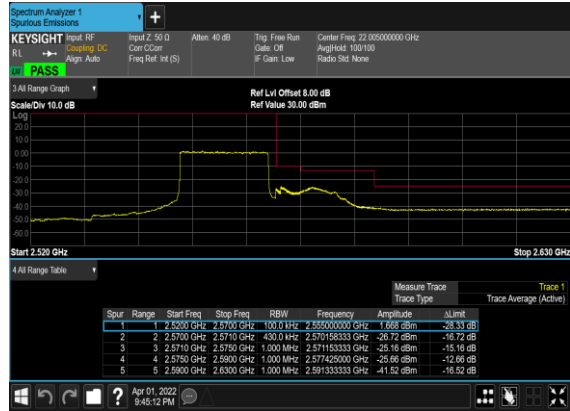 Spectrum Analyzer 1
Spurious Emissions
KEYSIGHT Input: RF Input Z: 50 Ω Atten: 40 dB Trig: Free Run Center Freq: 22.005000000 GHz
RL Coupling: DC Corr CCorr Gate: Off Avg|Hold: 100/100
Align: Auto Freq Ref: Int (S) IF Gain: Low Radio Std: None
PASS
3 All Range Graph
Ref Lvl Offset 8.00 dB
Scale/Div 10.0 dB Ref Value 30.00 dBm
Log
20.0
10.0
0.00
-10.0
-20.0
-30.0
-40.0
-50.0
-60.0
Start 2.520 GHz Stop 2.630 GHz
4 All Range Table
Measure Trace Trace 1
Trace Type Trace Average (Active)
Spur Range Start Freq Stop Freq RBW Frequency Amplitude ΔLimit
1 1 2.5200 GHz 2.5700 GHz 100.0 kHz 2.555000000 GHz 1.668 dBm -28.33 dB
2 2 2.5700 GHz 2.5710 GHz 430.0 kHz 2.570158333 GHz -26.72 dBm -16.72 dB
3 3 2.5710 GHz 2.5750 GHz 1.000 MHz 2.571153333 GHz -25.16 dBm -15.16 dB
4 4 2.5750 GHz 2.5900 GHz 1.000 MHz 2.577425000 GHz -25.66 dBm -12.66 dB
5 5 2.5900 GHz 2.6300 GHz 1.000 MHz 2.591333333 GHz -41.52 dBm -16.52 dB
? Apr 01, 2022
9:45:12 PM